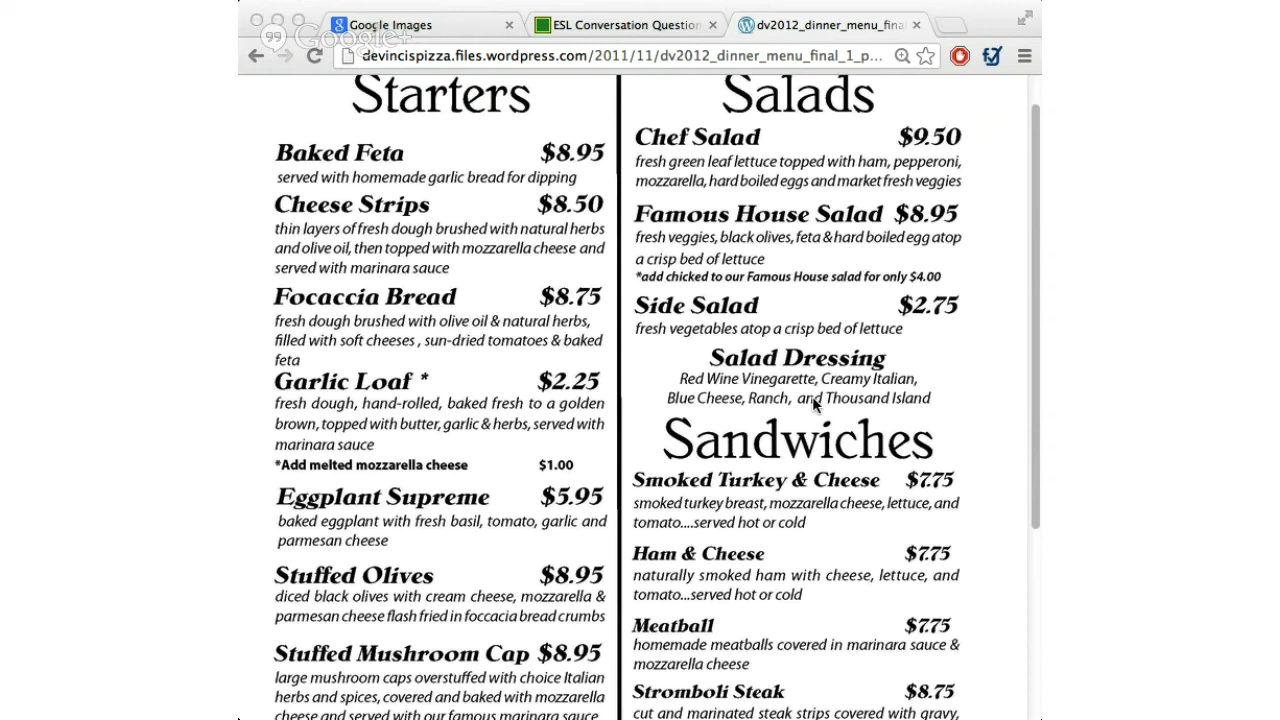 Google Images
ESL Conversation Question
dv2012_dinner_menu_fina
Google+
devincispizza.files.wordpress.com/2011/11/dv2012_dinner_menu_final_1_p...
Starters
Baked Feta $8.95
served with homemade garlic bread for dipping
Cheese Strips $8.50
thin layers of fresh dough brushed with natural herbs
and olive oil, then topped with mozzarella cheese and
served with marinara sauce
Focaccia Bread $8.75
fresh dough brushed with olive oil & natural herbs,
filled with soft cheeses , sun-dried tomatoes & baked
feta
Garlic Loaf * $2.25
fresh dough, hand-rolled, baked fresh to a golden
brown, topped with butter, garlic & herbs, served with
marinara sauce
*Add melted mozzarella cheese $1.00
Eggplant Supreme $5.95
baked eggplant with fresh basil, tomato, garlic and
parmesan cheese
Stuffed Olives $8.95
diced black olives with cream cheese, mozzarella &
parmesan cheese flash fried in foccacia bread crumbs
Stuffed Mushroom Cap $8.95
large mushroom caps overstuffed with choice Italian
herbs and spices, covered and baked with mozzarella
cheese and served with our famous marinara sauce
Salads
Chef Salad $9.50
fresh green leaf lettuce topped with ham, pepperoni,
mozzarella, hard boiled eggs and market fresh veggies
Famous House Salad $8.95
fresh veggies, black olives, feta & hard boiled egg atop
a crisp bed of lettuce
*add chicked to our Famous House salad for only $4.00
Side Salad $2.75
fresh vegetables atop a crisp bed of lettuce
Salad Dressing
Red Wine Vinegarette, Creamy Italian,
Blue Cheese, Ranch, and Thousand Island
Sandwiches
Smoked Turkey & Cheese $7.75
smoked turkey breast, mozzarella cheese, lettuce, and
tomato....served hot or cold
Ham & Cheese $7.75
naturally smoked ham with cheese, lettuce, and
tomato...served hot or cold
Meatball $7.75
homemade meatballs covered in marinara sauce &
mozzarella cheese
Stromboli Steak $8.75
cut and marinated steak strips covered with gravy,